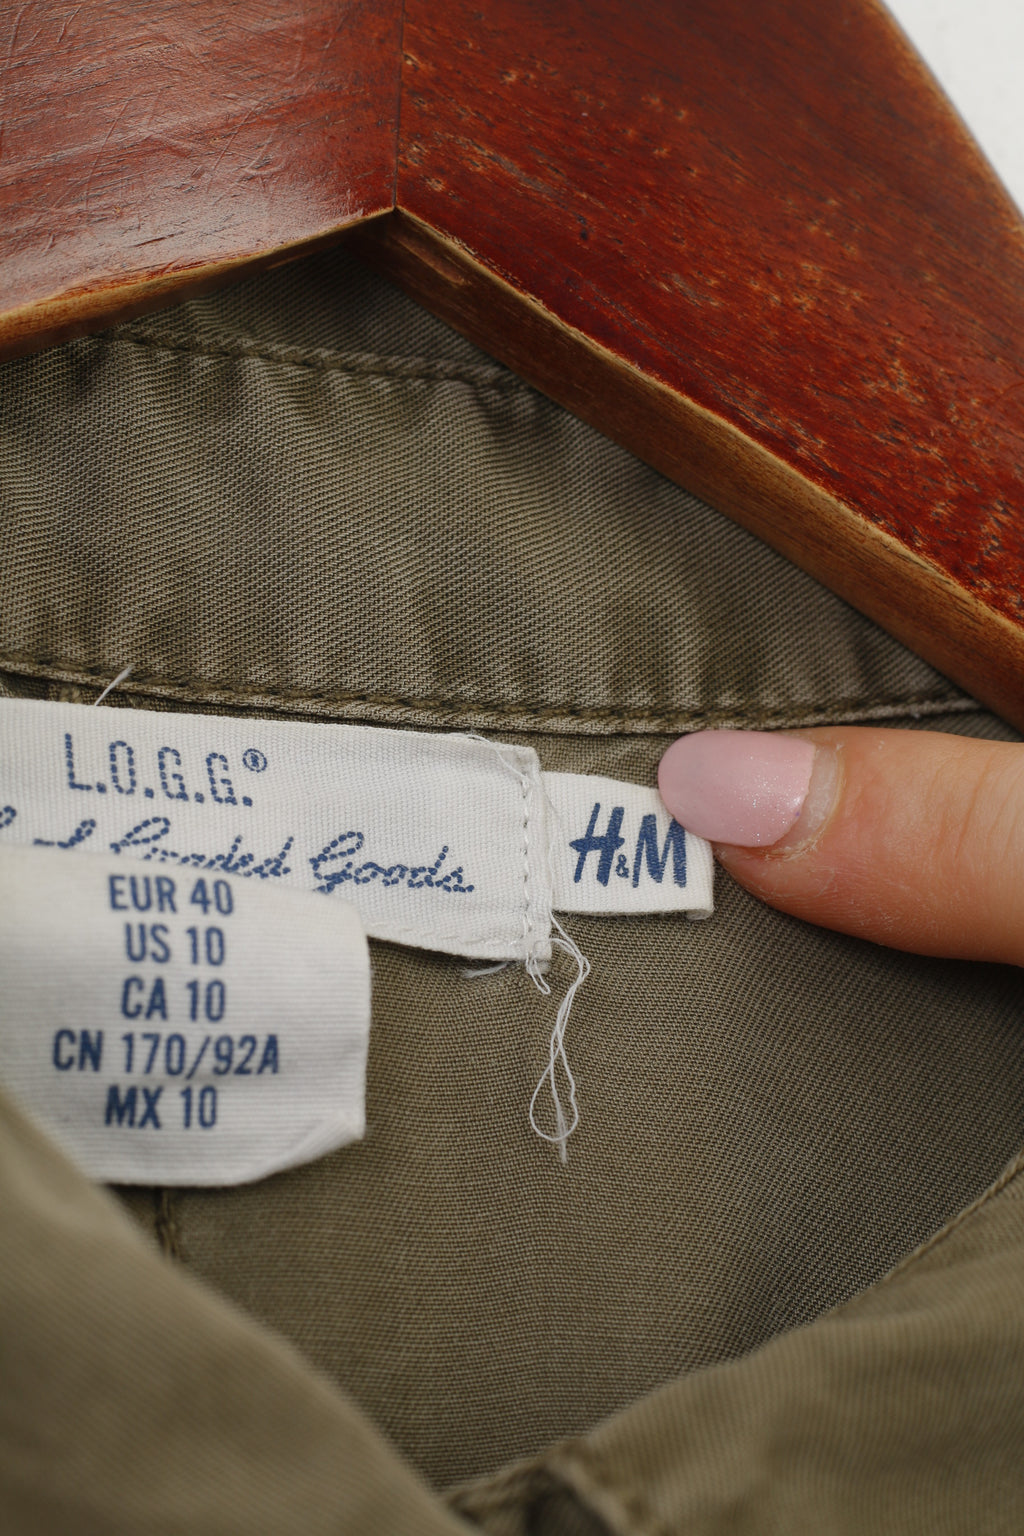 L.O.G.G.®
Graded Goods
H&M
EUR 40
US 10
CA 10
CN 170/92A
MX 10